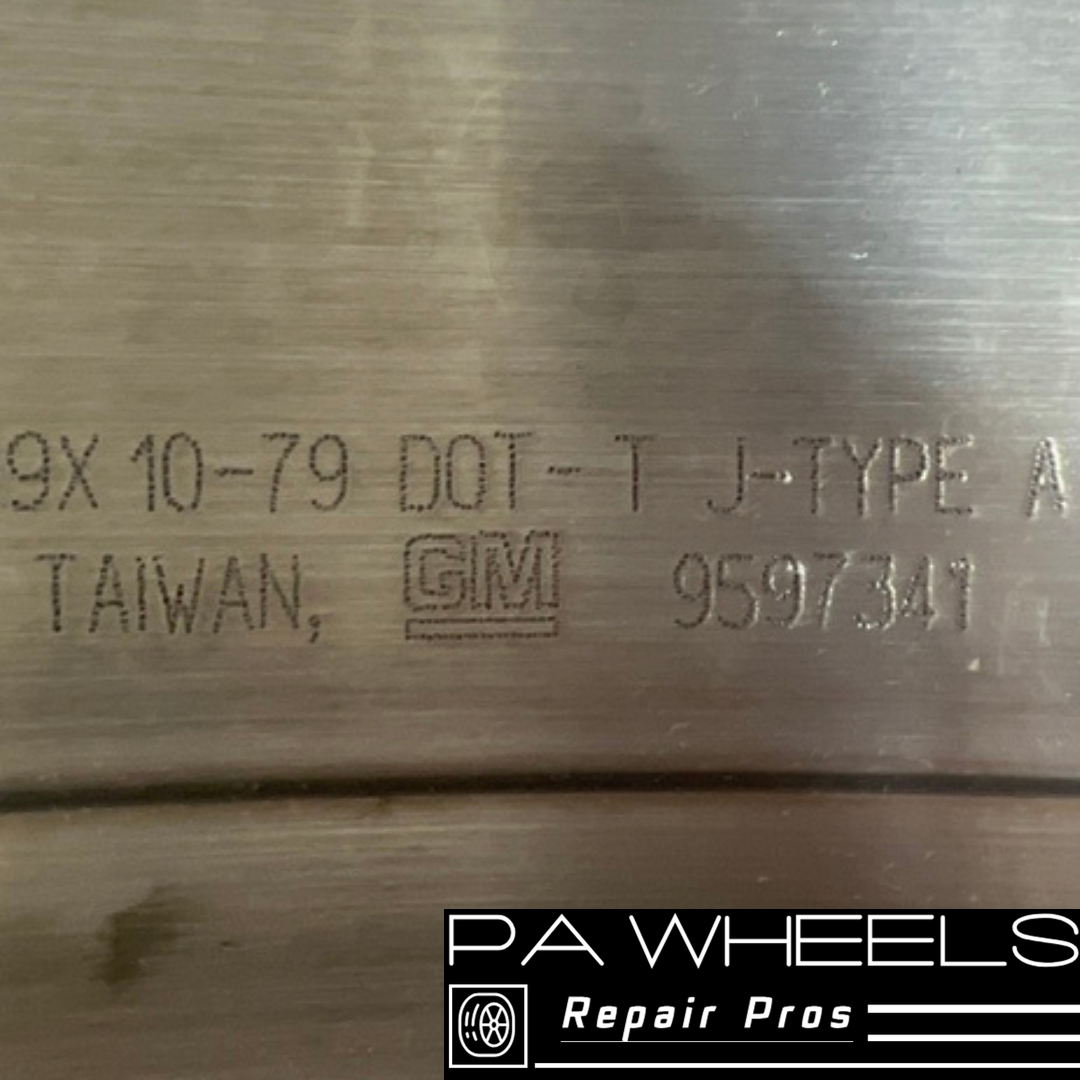 9X 10-79 DOT-T J-TYPE A
TAIWAN, GM 9597341
PA WHEELS
Repair Pros